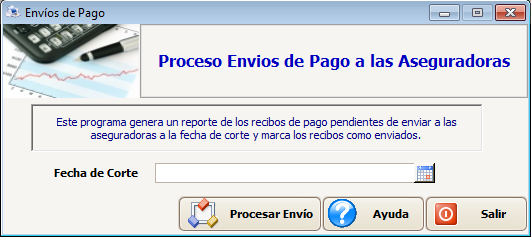 Envíos de Pago
Proceso Envios de Pago a las Aseguradoras
Este programa genera un reporte de los recibos de pago pendientes de enviar a las
aseguradoras a la fecha de corte y marca los recibos como enviados.
Fecha de Corte
Procesar Envío
Ayuda
Salir